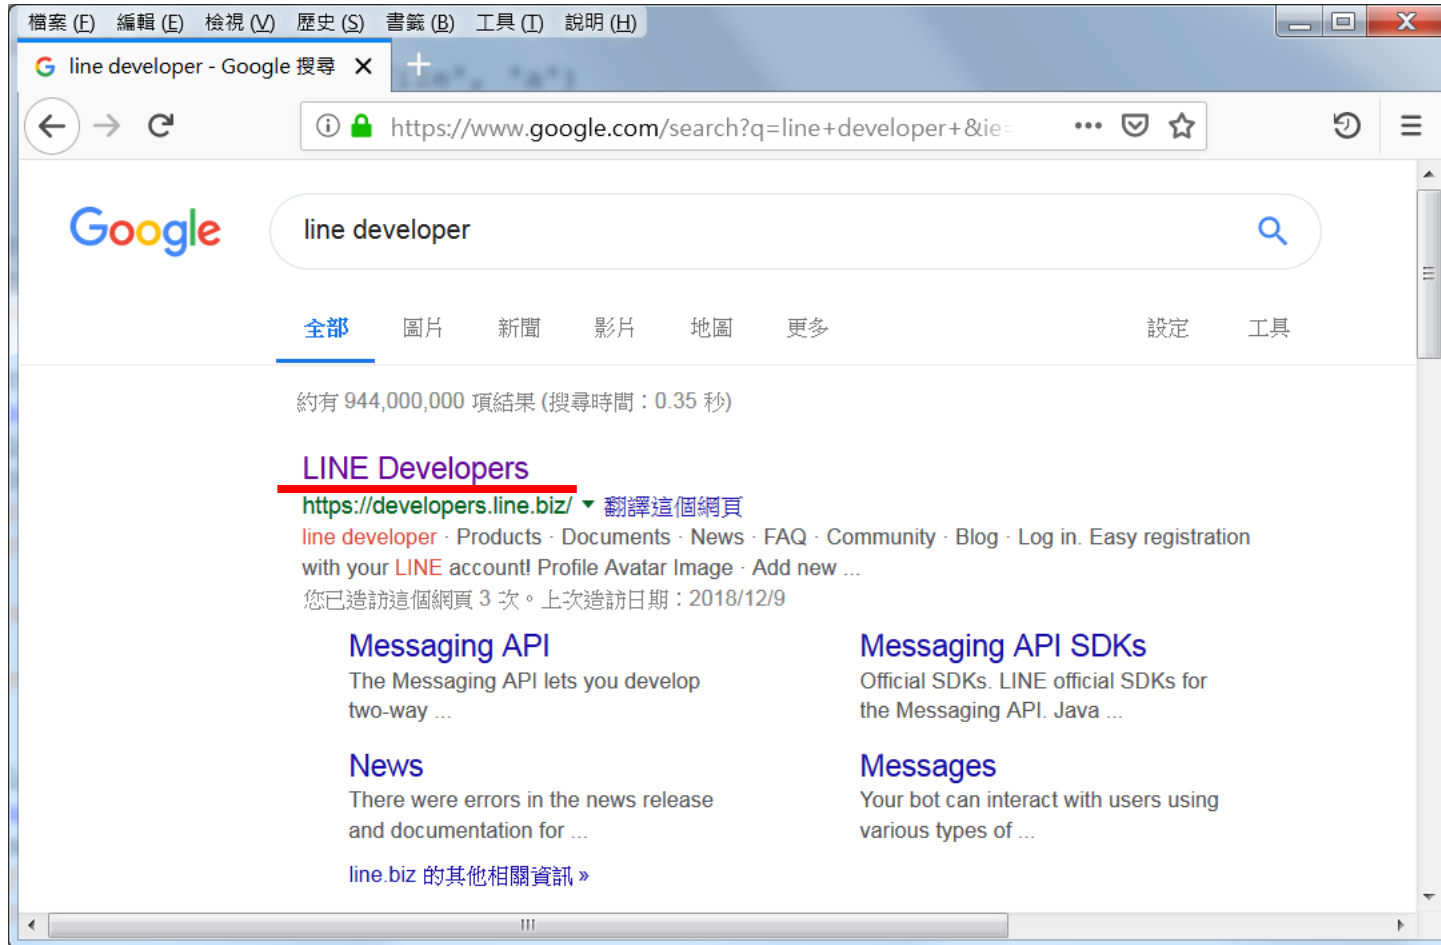 檔案 (F) 編輯 (E) 檢視 (V) 歷史 (S) 書籤 (B) 工具 (T) 說明 (H)
line developer - Google 搜尋
https://www.google.com/search?q=line+developer+&ie=
Google
line developer
全部 圖片 新聞 影片 地圖 更多 設定 工具
約有 944,000,000 項結果 (搜尋時間：0.35 秒)
LINE Developers
https://developers.line.biz/ 翻譯這個網頁
line developer · Products · Documents · News · FAQ · Community · Blog · Log in. Easy registration
with your LINE account! Profile Avatar Image · Add new ...
您已造訪這個網頁 3 次。上次造訪日期：2018/12/9
Messaging API
The Messaging API lets you develop
two-way ...
Messaging API SDKs
Official SDKs. LINE official SDKs for
the Messaging API. Java ...
News
There were errors in the news release
and documentation for ...
Messages
Your bot can interact with users using
various types of ...
line.biz 的其他相關資訊 »